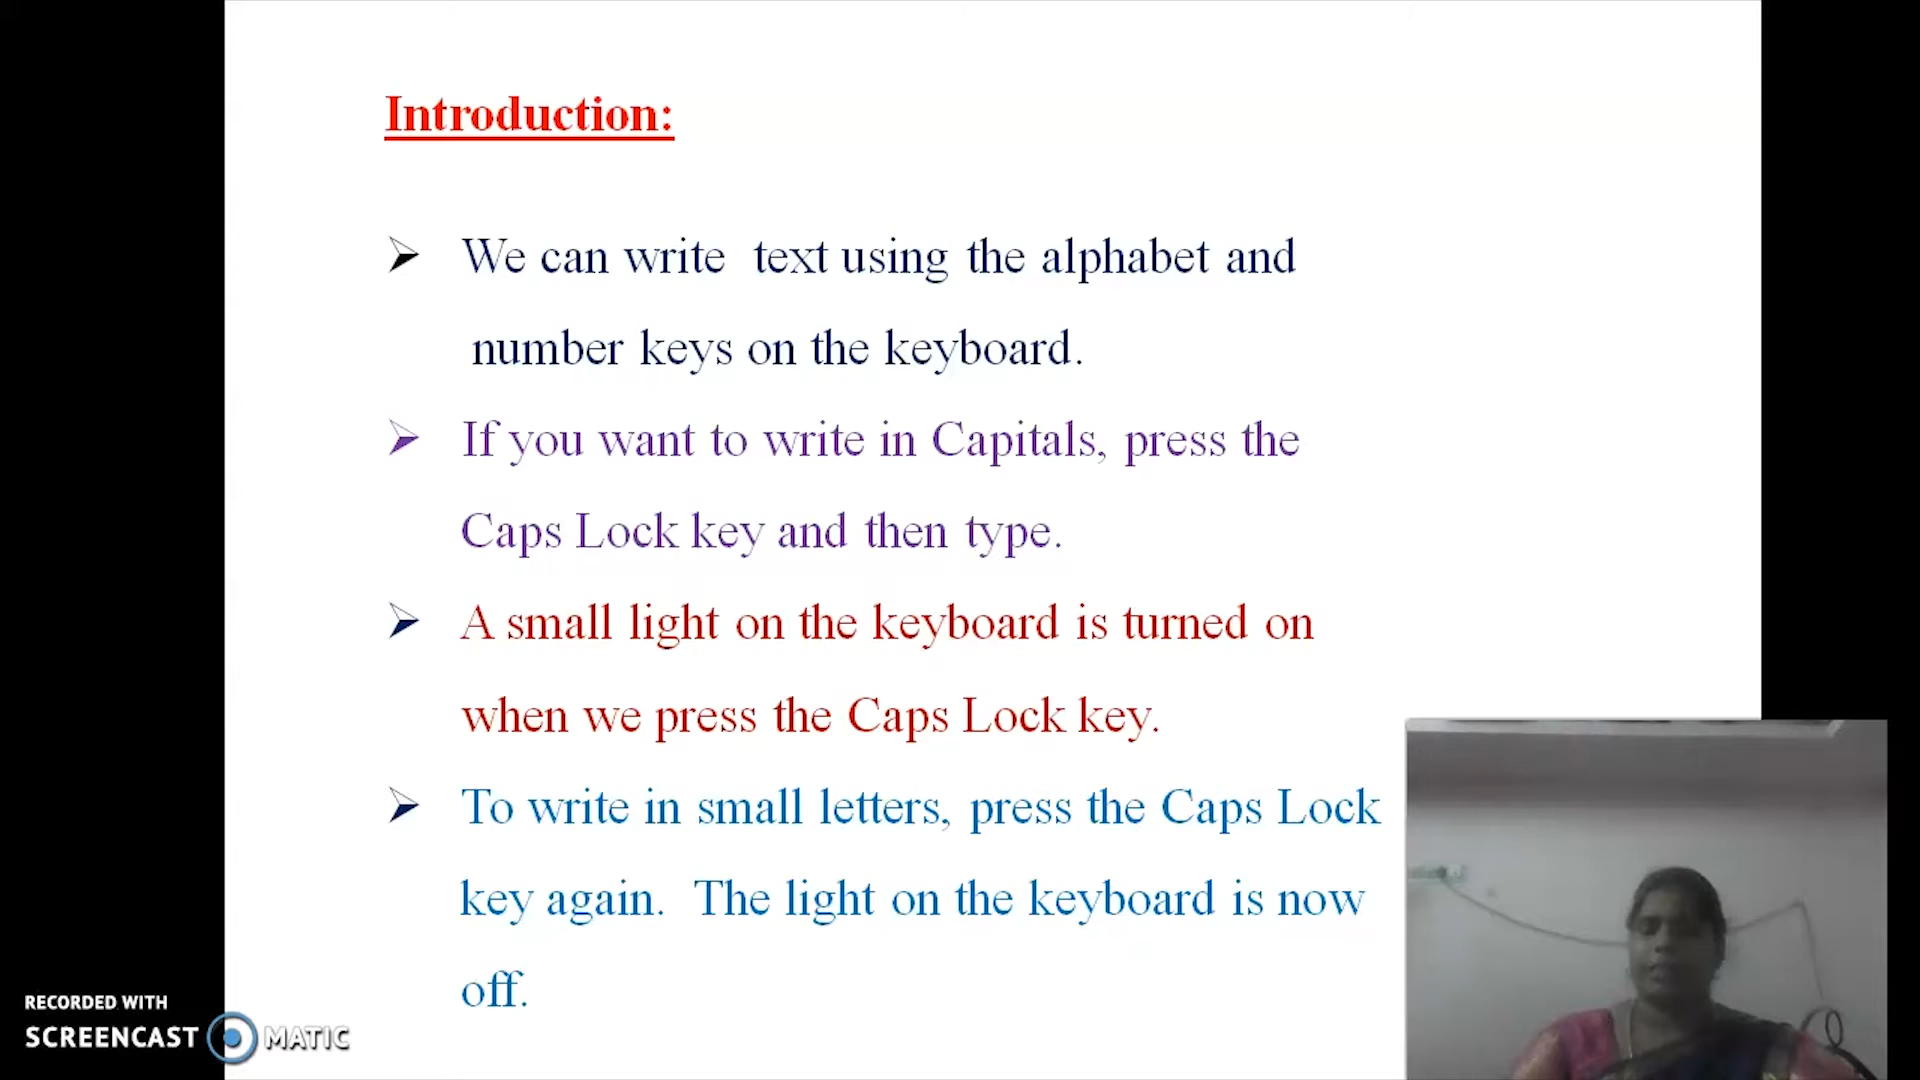 Introduction:
We can write text using the alphabet and
number keys on the keyboard.
If you want to write in Capitals, press the
Caps Lock key and then type.
A small light on the keyboard is turned on
when we press the Caps Lock key.
To write in small letters, press the Caps Lock
key again. The light on the keyboard is now
off.
RECORDED WITH
SCREENCAST MATIC